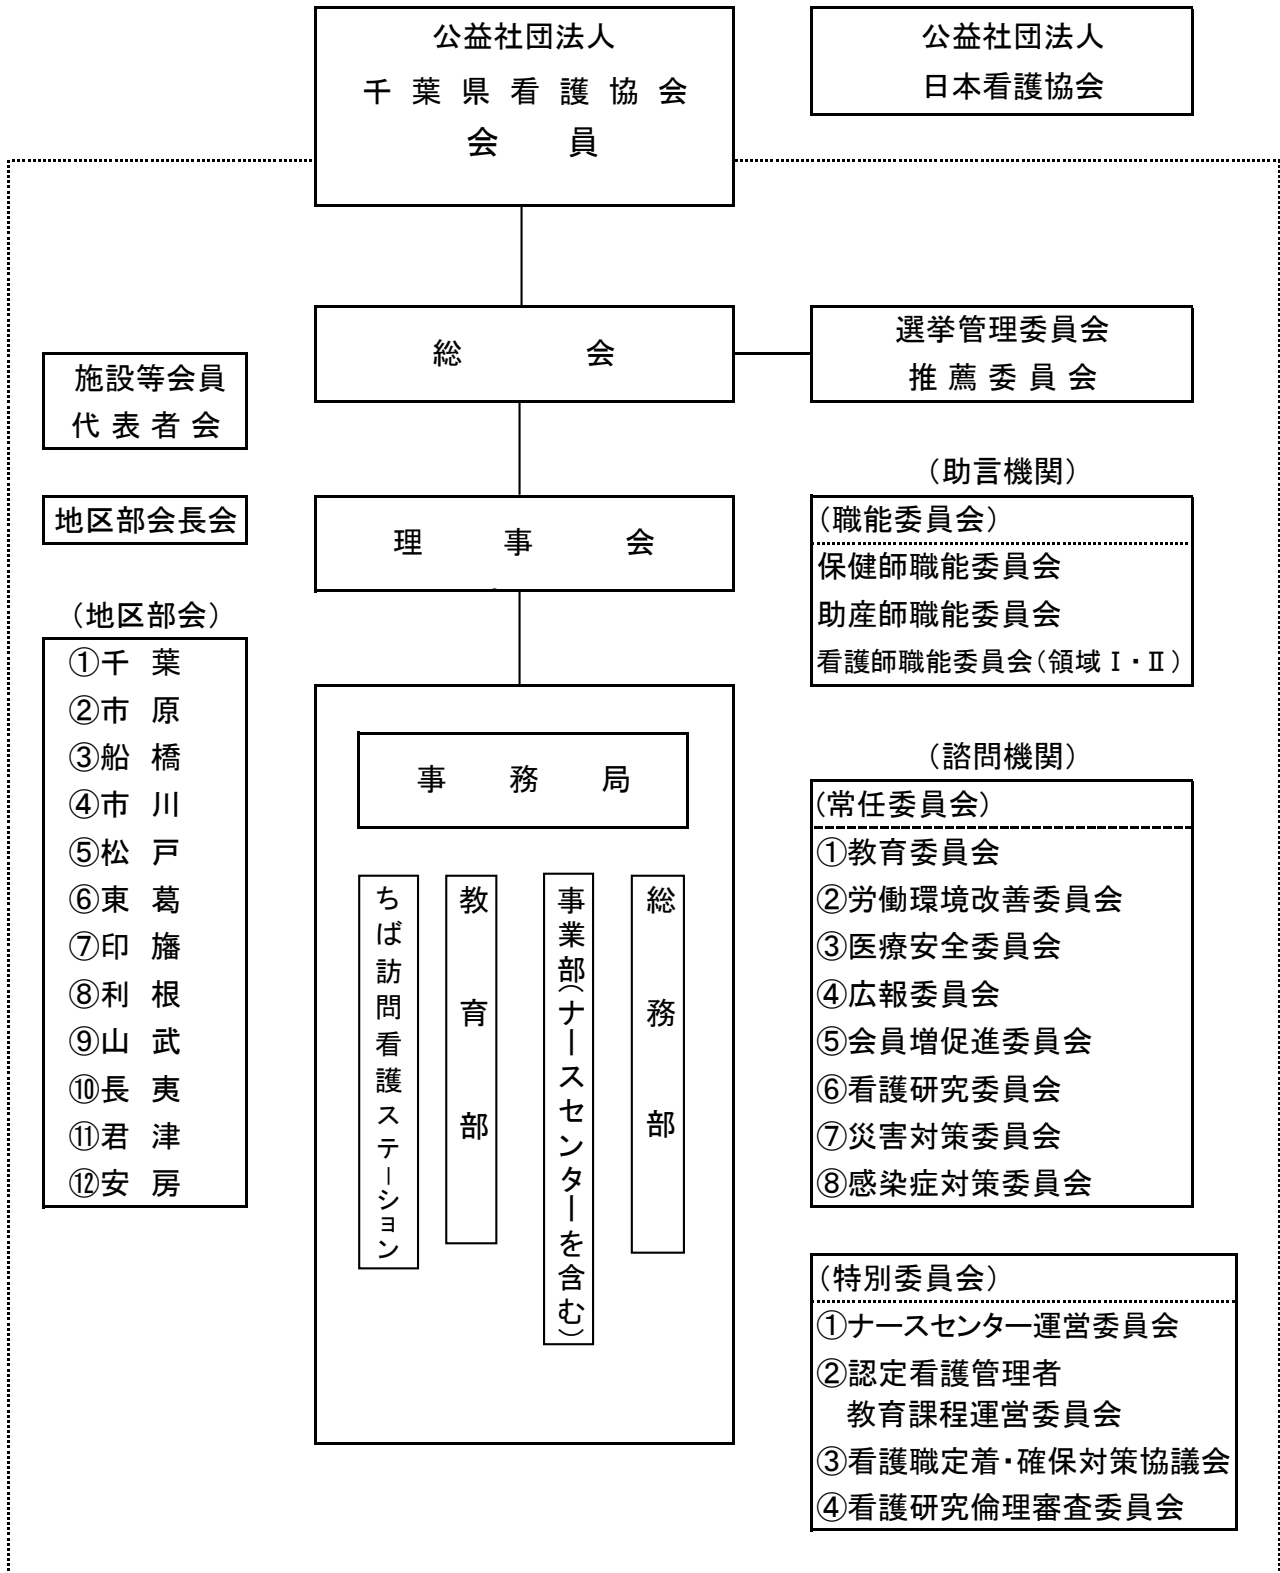 公益社団法人
千葉県看護協会
会員
公益社団法人
日本看護協会
総会
選挙管理委員会
推薦委員会
施設等会員
代表者会
地区部会長会
理事会
(助言機関)
(職能委員会)
保健師職能委員会
助産師職能委員会
看護師職能委員会(領域Ⅰ・Ⅱ)
(地区部会)
①千葉
②市原
③船橋
④市川
⑤松戸
⑥東葛
⑦印旛
⑧利根
⑨山武
⑩長夷
⑪君津
⑫安房
事務局
ちば訪問看護ステーション
教育部
事業部(ナースセンターを含む)
総務部
(諮問機関)
(常任委員会)
①教育委員会
②労働環境改善委員会
③医療安全委員会
④広報委員会
⑤会員増促進委員会
⑥看護研究委員会
⑦災害対策委員会
⑧感染症対策委員会
(特別委員会)
①ナースセンター運営委員会
②認定看護管理者
教育課程運営委員会
③看護職定着・確保対策協議会
④看護研究倫理審査委員会